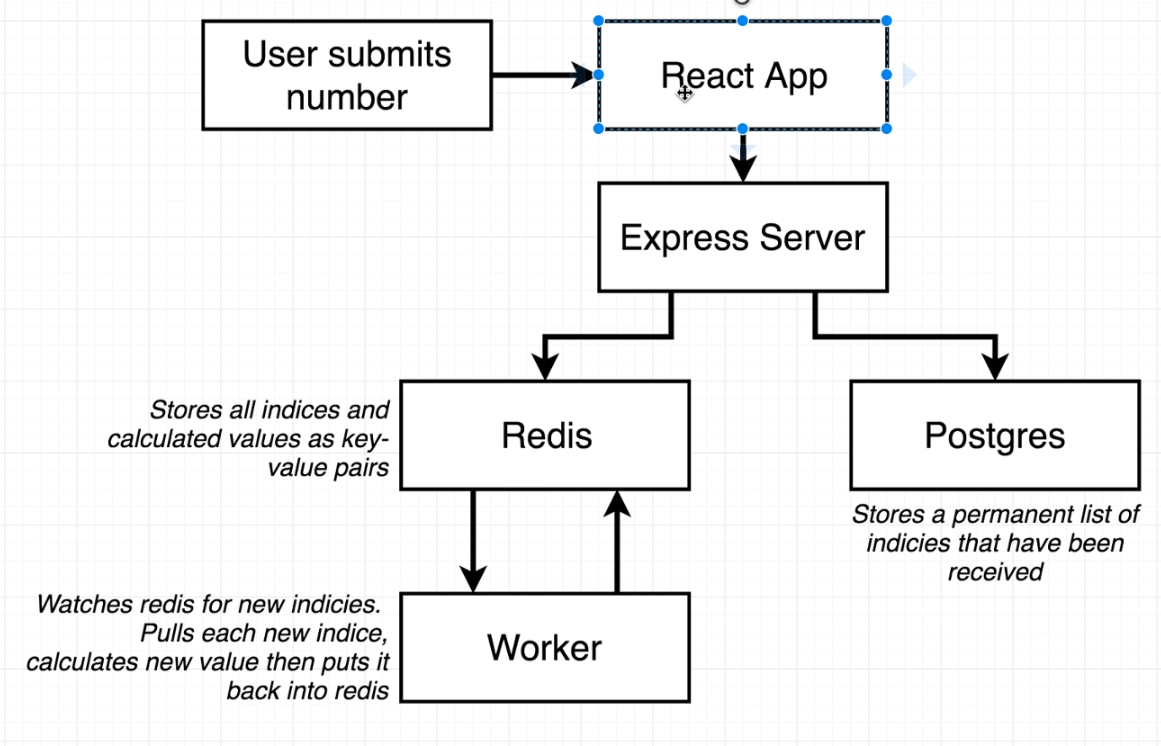 User submits
number
React App
Express Server
Stores all indices and
calculated values as key-
value pairs
Redis
Postgres
Stores a permanent list of
indicies that have been
received
Watches redis for new indicies.
Pulls each new indice,
calculates new value then puts it
back into redis
Worker